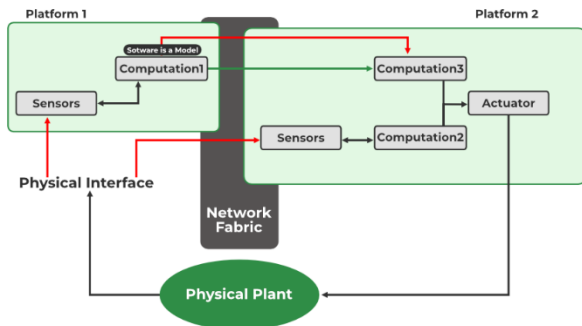 Platform 1
Platform 2
Sotware is a Model
Computation1
Computation3
Sensors
Actuator
Sensors
Computation2
Physical Interface
Network
Fabric
Physical Plant